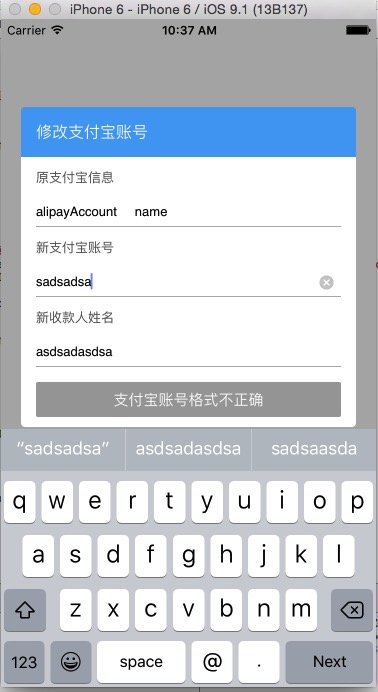 iPhone 6 - iPhone 6 / iOS 9.1 (13B137)
Carrier 10:37 AM
修改支付宝账号
原支付宝信息
alipayAccount name
新支付宝账号
sadsadsa
新收款人姓名
asdsadasdsa
支付宝账号格式不正确
“sadsadsa” asdsadasdsa sadsaasda
q w e r t y u i o p
a s d f g h j k l
z x c v b n m
123 space @ . Next